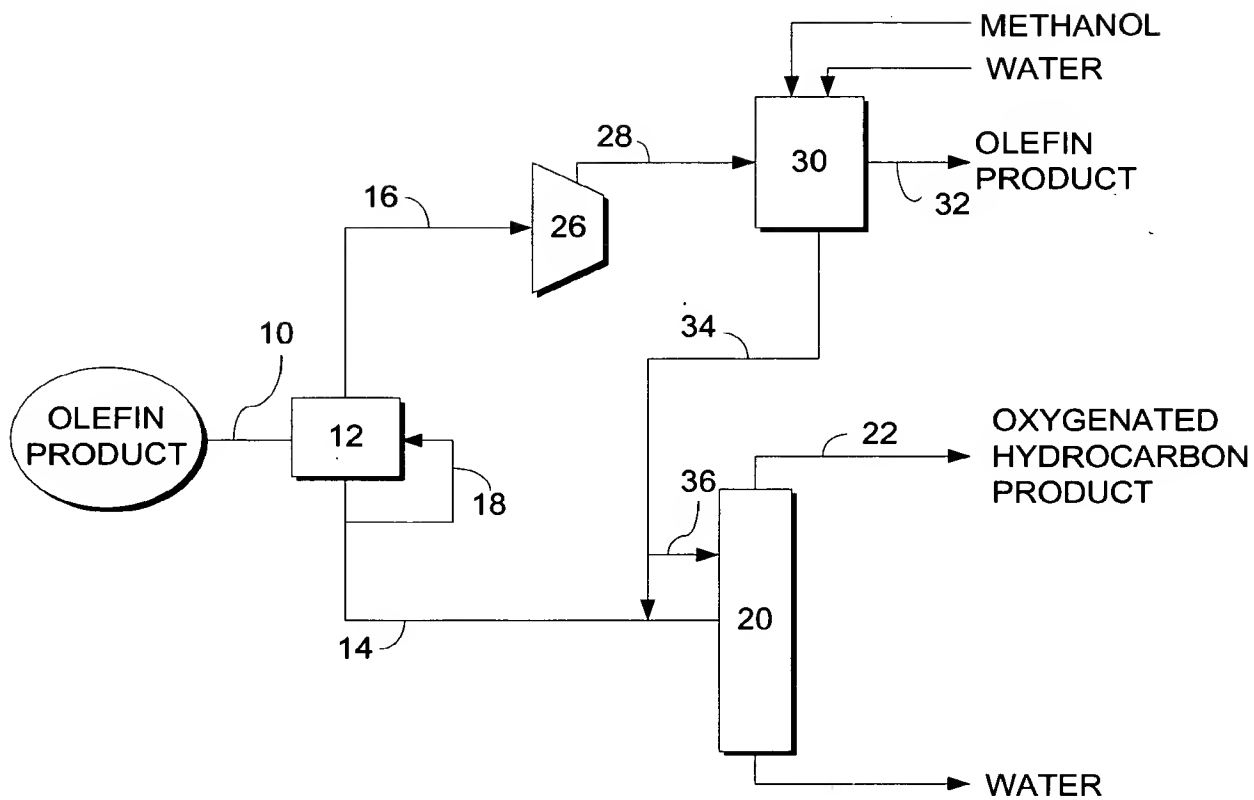 METHANOL
WATER
28
30
OLEFIN
PRODUCT
32
16
26
34
10
OLEFIN
PRODUCT
12
18
22
OXYGENATED
HYDROCARBON
PRODUCT
36
20
14
WATER